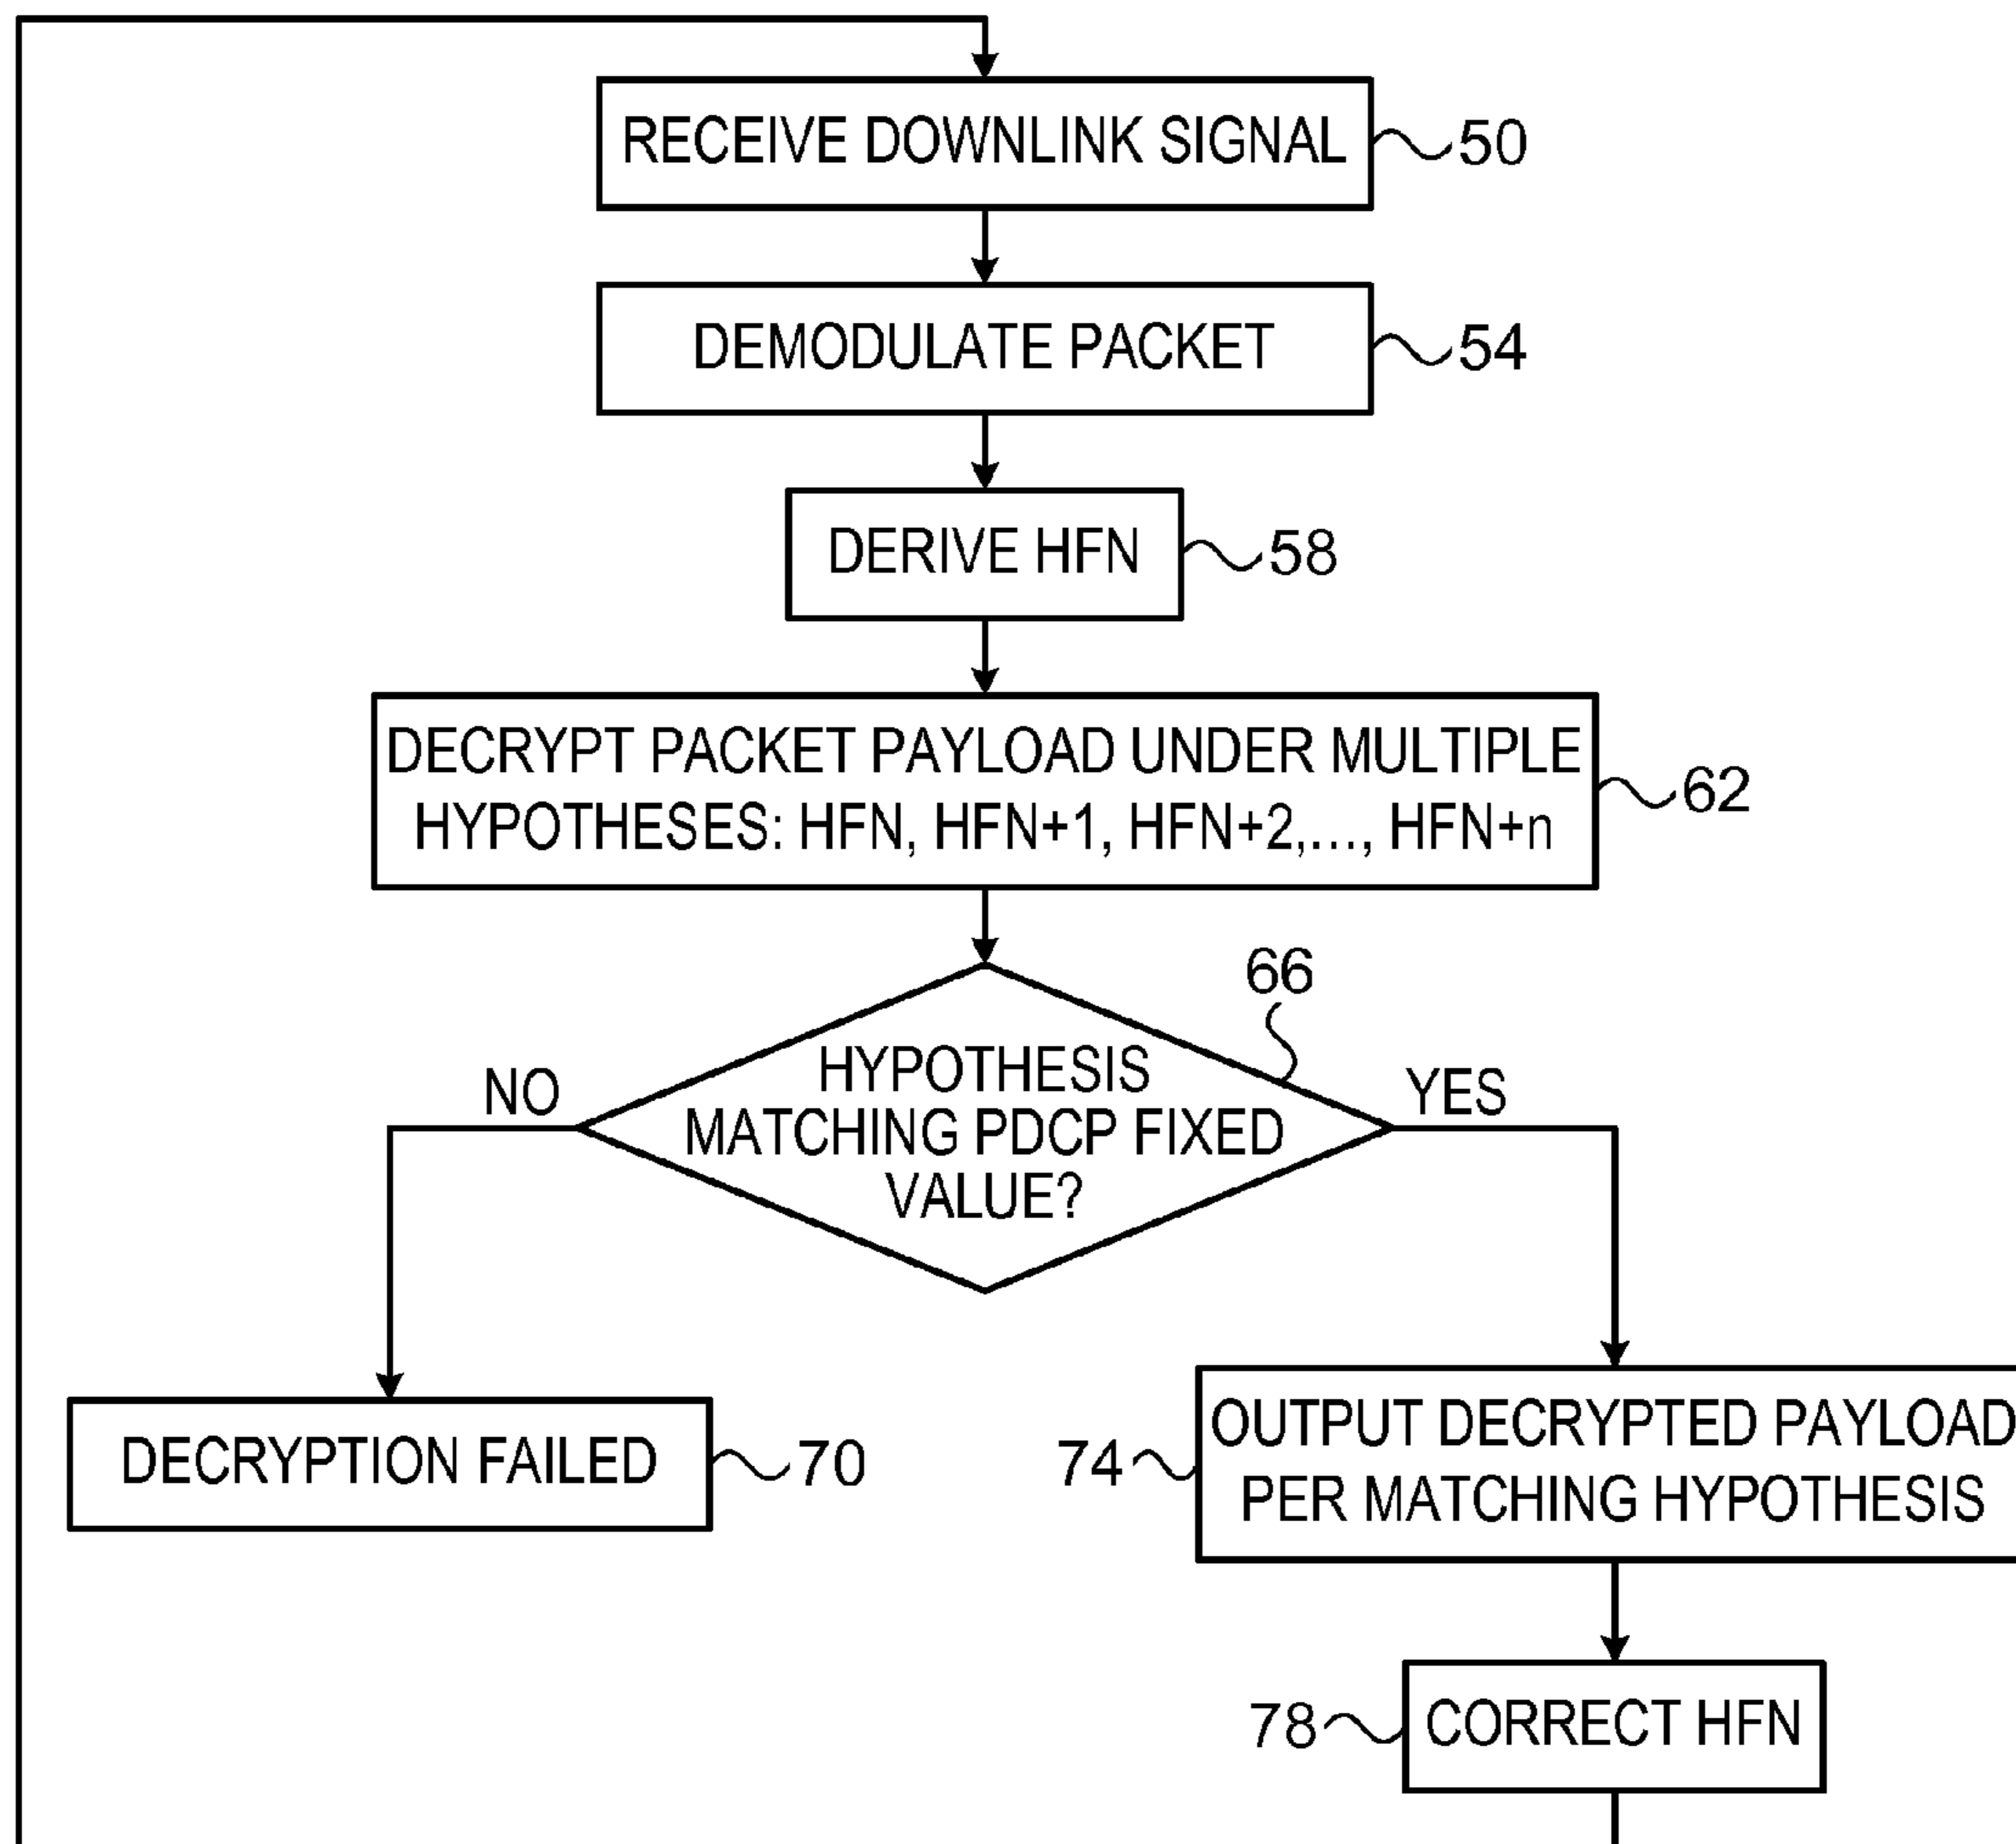 RECEIVE DOWNLINK SIGNAL
50
DEMODULATE PACKET
54
DERIVE HFN
58
DECRYPT PACKET PAYLOAD UNDER MULTIPLE
HYPOTHESES: HFN, HFN+1, HFN+2,..., HFN+n
62
66
HYPOTHESIS
MATCHING PDCP FIXED
VALUE?
NO
YES
DECRYPTION FAILED
70
74
OUTPUT DECRYPTED PAYLOAD
PER MATCHING HYPOTHESIS
78
CORRECT HFN